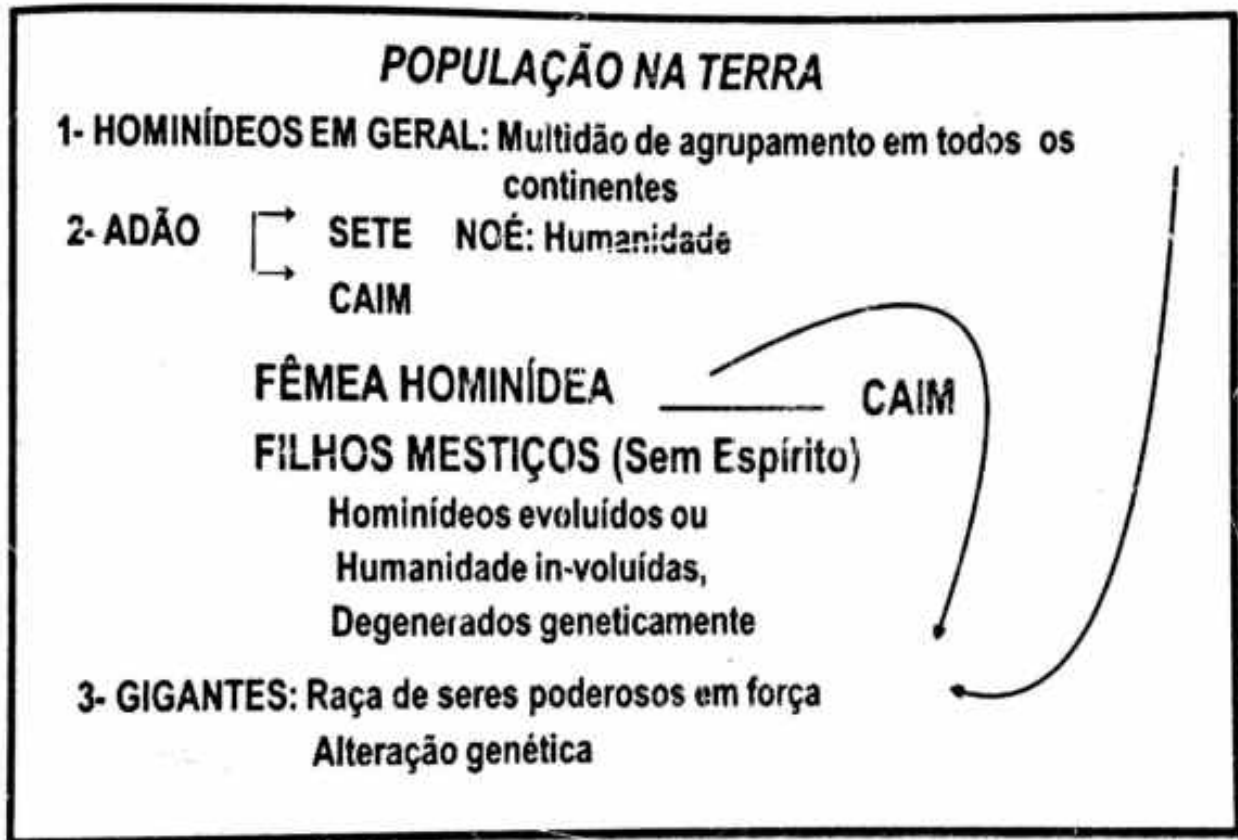 POPULAÇÃO NA TERRA
1- HOMINÍDEOS EM GERAL: Multidão de agrupamento em todos os
continentes
2- ADÃO SETE NOÉ: Humanidade
CAIM
FÊMEA HOMINÍDEA CAIM
FILHOS MESTIÇOS (Sem Espírito)
Hominídeos evoluídos ou
Humanidade in-voluídas,
Degenerados geneticamente
3- GIGANTES: Raça de seres poderosos em força
Alteração genética